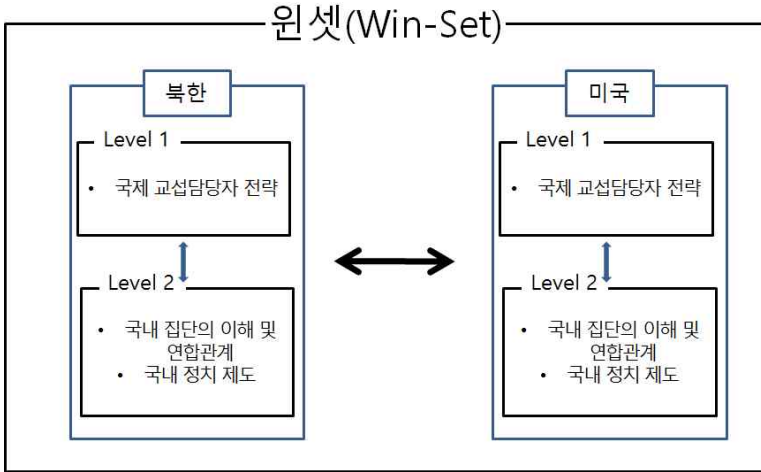 윈셋(Win-Set)
북한
Level 1
• 국제 교섭담당자 전략
Level 2
• 국내 집단의 이해 및
연합관계
• 국내 정치 제도
미국
Level 1
• 국제 교섭담당자 전략
Level 2
• 국내 집단의 이해 및
연합관계
• 국내 정치 제도